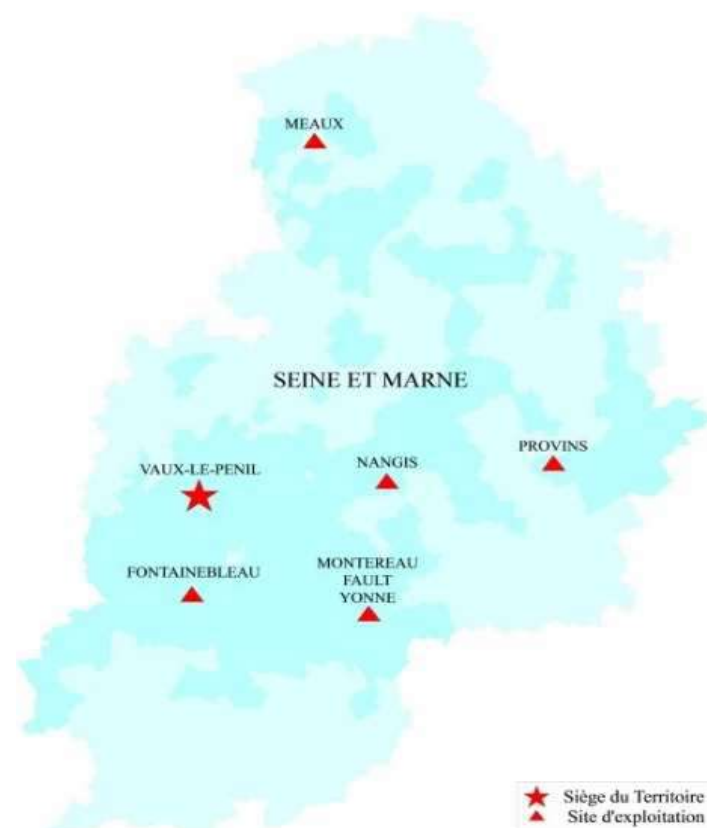 MEAUX
SEINE ET MARNE
PROVINS
NANGIS
VAUX-LE-PENIL
FONTAINEBLEAU
MONTEREAU
FAULT
YONNE
Siège du Territoire
Site d'exploitation